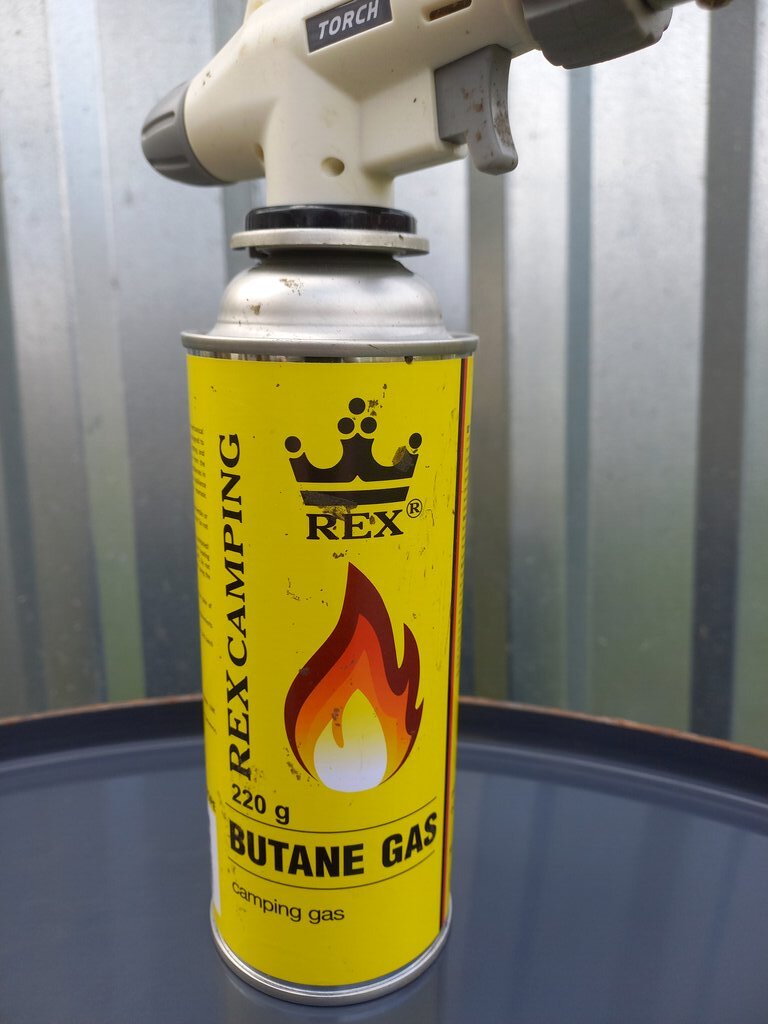 TORCH
REX®
REX CAMPING
220 g
BUTANE GAS
camping gas